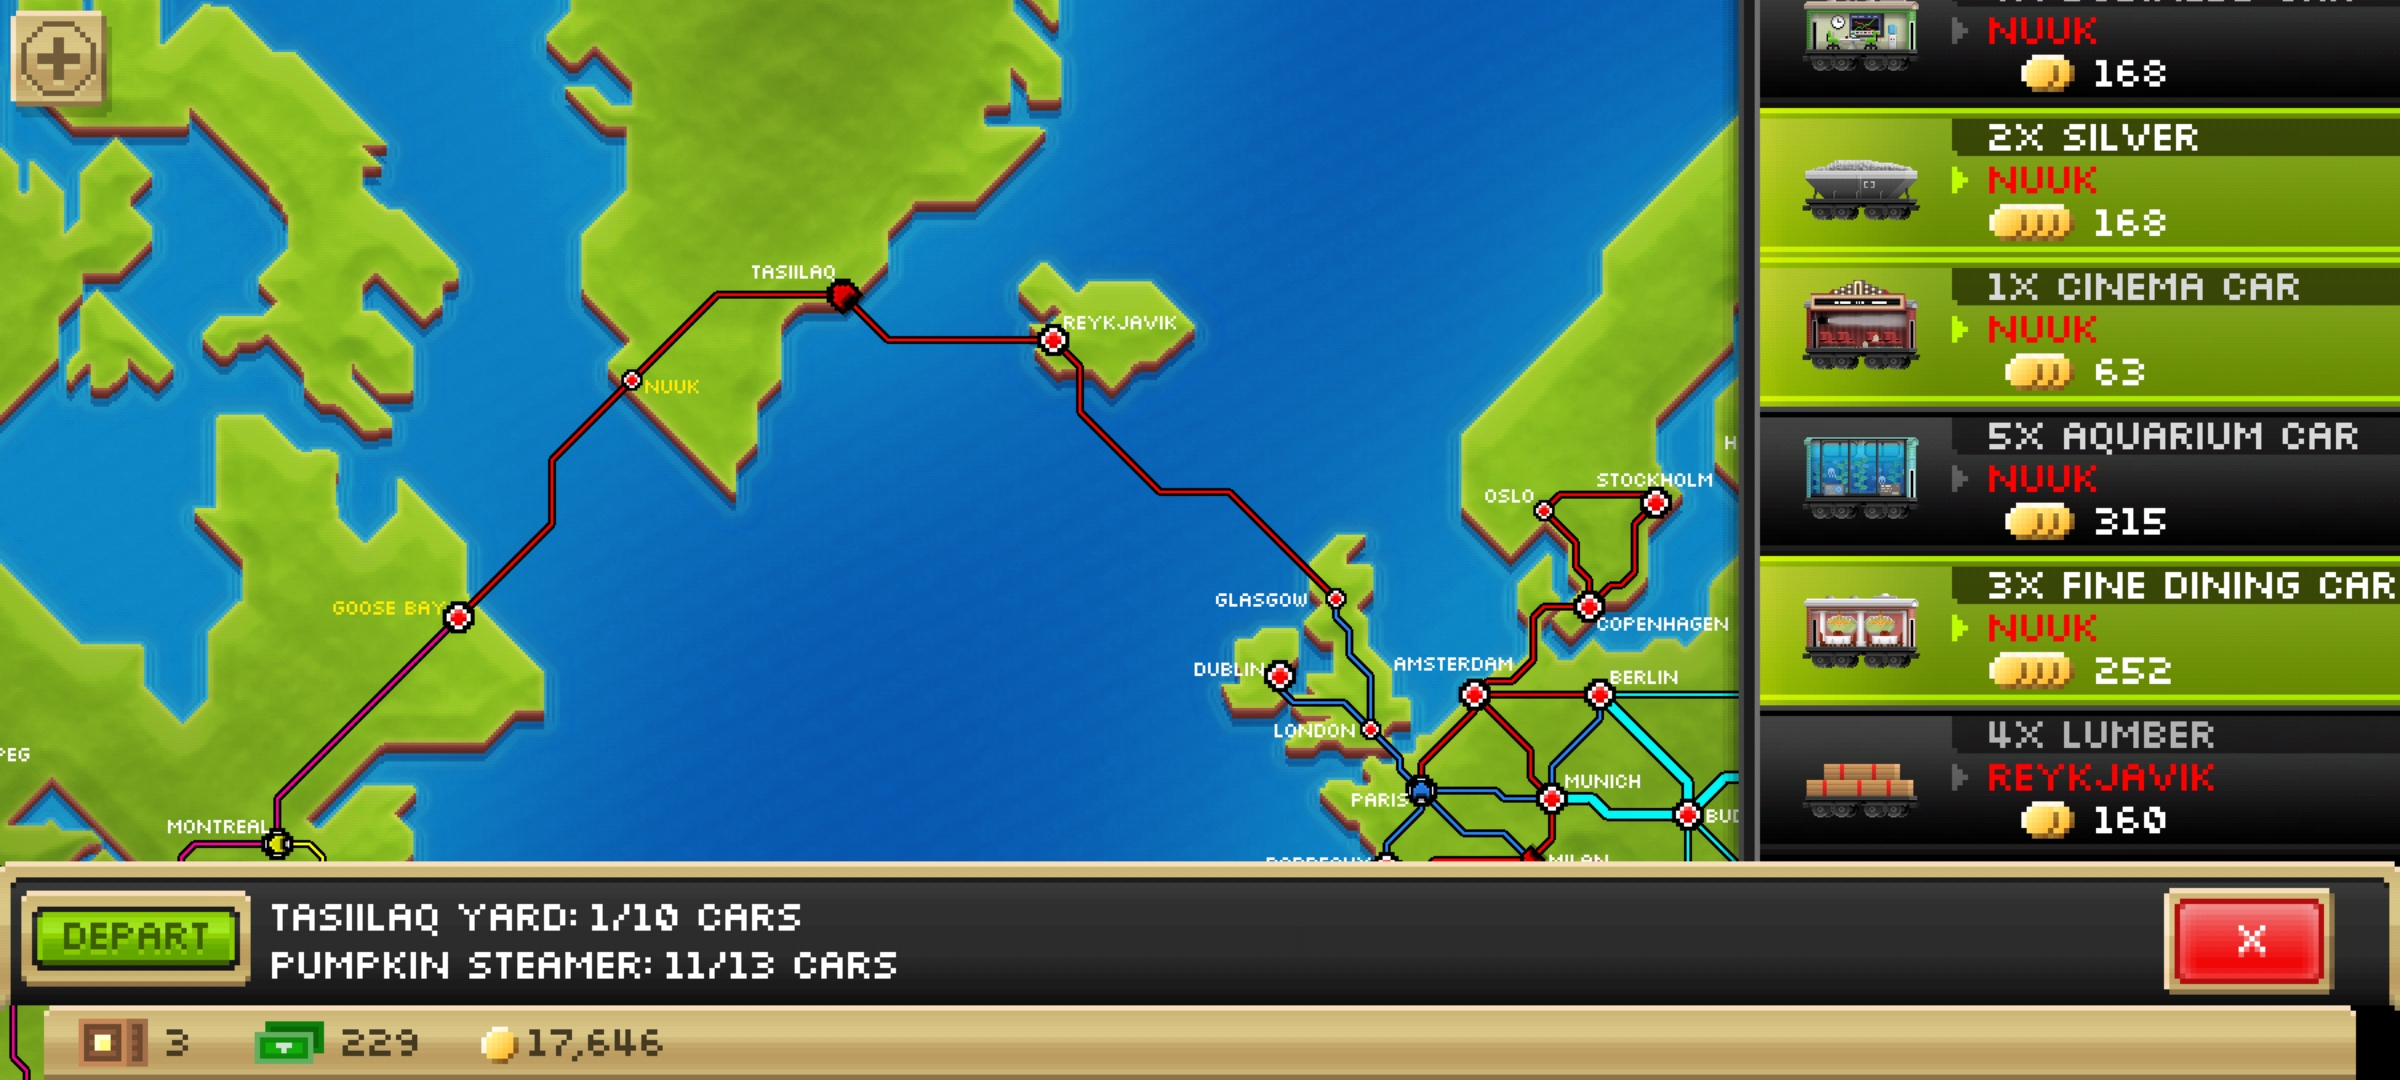 NUUK
168
2X SILVER
NUUK
168
1X CINEMA CAR
NUUK
63
5X AQUARIUM CAR
NUUK
315
3X FINE DINING CAR
NUUK
252
4X LUMBER
REYKJAVIK
160
TASIILAQ
REYKJAVIK
NUUK
STOCKHOLM
OSLO
GLASGOW
GOOSE BAY
COPENHAGEN
DUBLIN
AMSTERDAM
BERLIN
LONDON
MUNICH
PARIS
MONTREAL
MILAN
DEPART
TASIILAQ YARD: 1/10 CARS
PUMPKIN STEAMER: 11/13 CARS
X
3
229
17,646